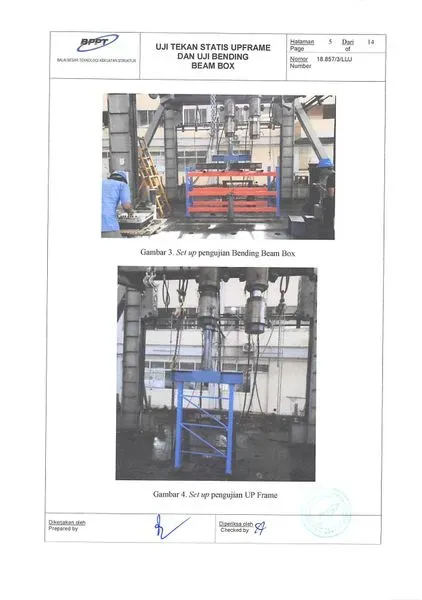 BPPT
BALAI BESAR TEKNOLOGI KEKUATAN STRUKTUR
UJI TEKAN STATIS UPFRAME
DAN UJI BENDING
BEAM BOX
Halaman 5 Dari 14
Page of
Nomor 18.857/3/LUJ
Number
Gambar 3. Set up pengujian Bending Beam Box
Gambar 4. Set up pengujian UP Frame
Dikerjakan oleh
Prepared by
Diperiksa oleh
Checked by